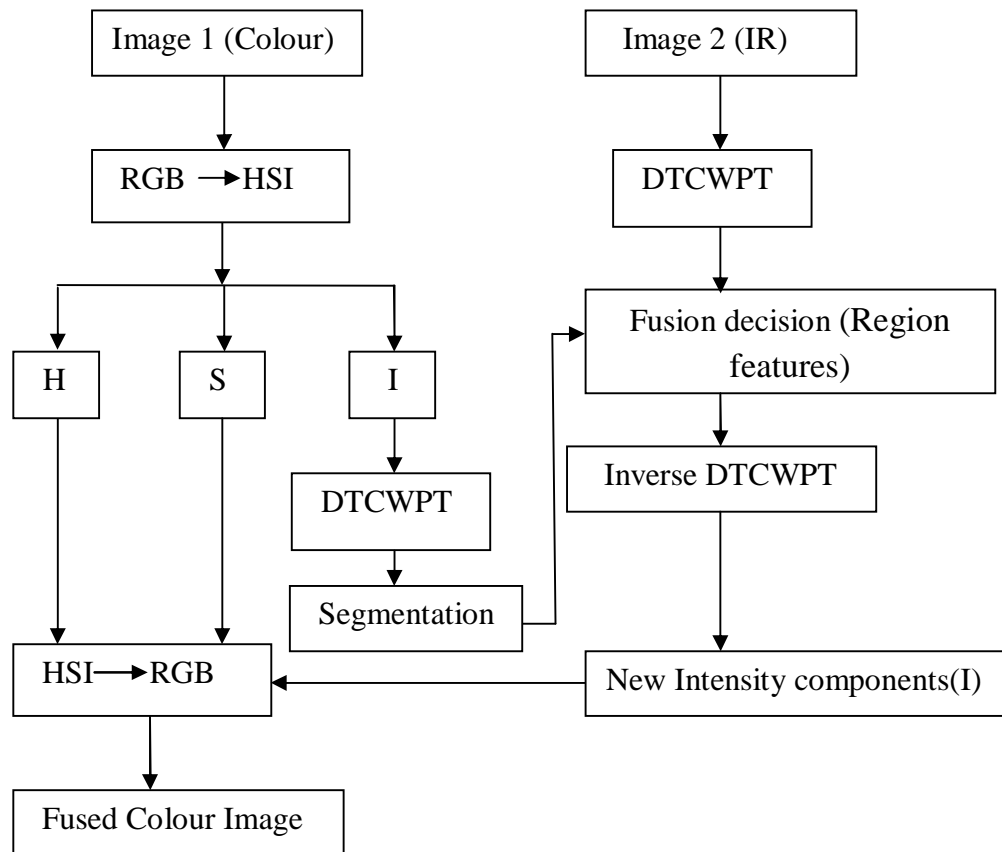 Image 1 (Colour)
Image 2 (IR)
RGB → HSI
DTCWPT
Fusion decision (Region
features)
H
S
I
Inverse DTCWPT
DTCWPT
Segmentation
HSI → RGB
New Intensity components(I)
Fused Colour Image